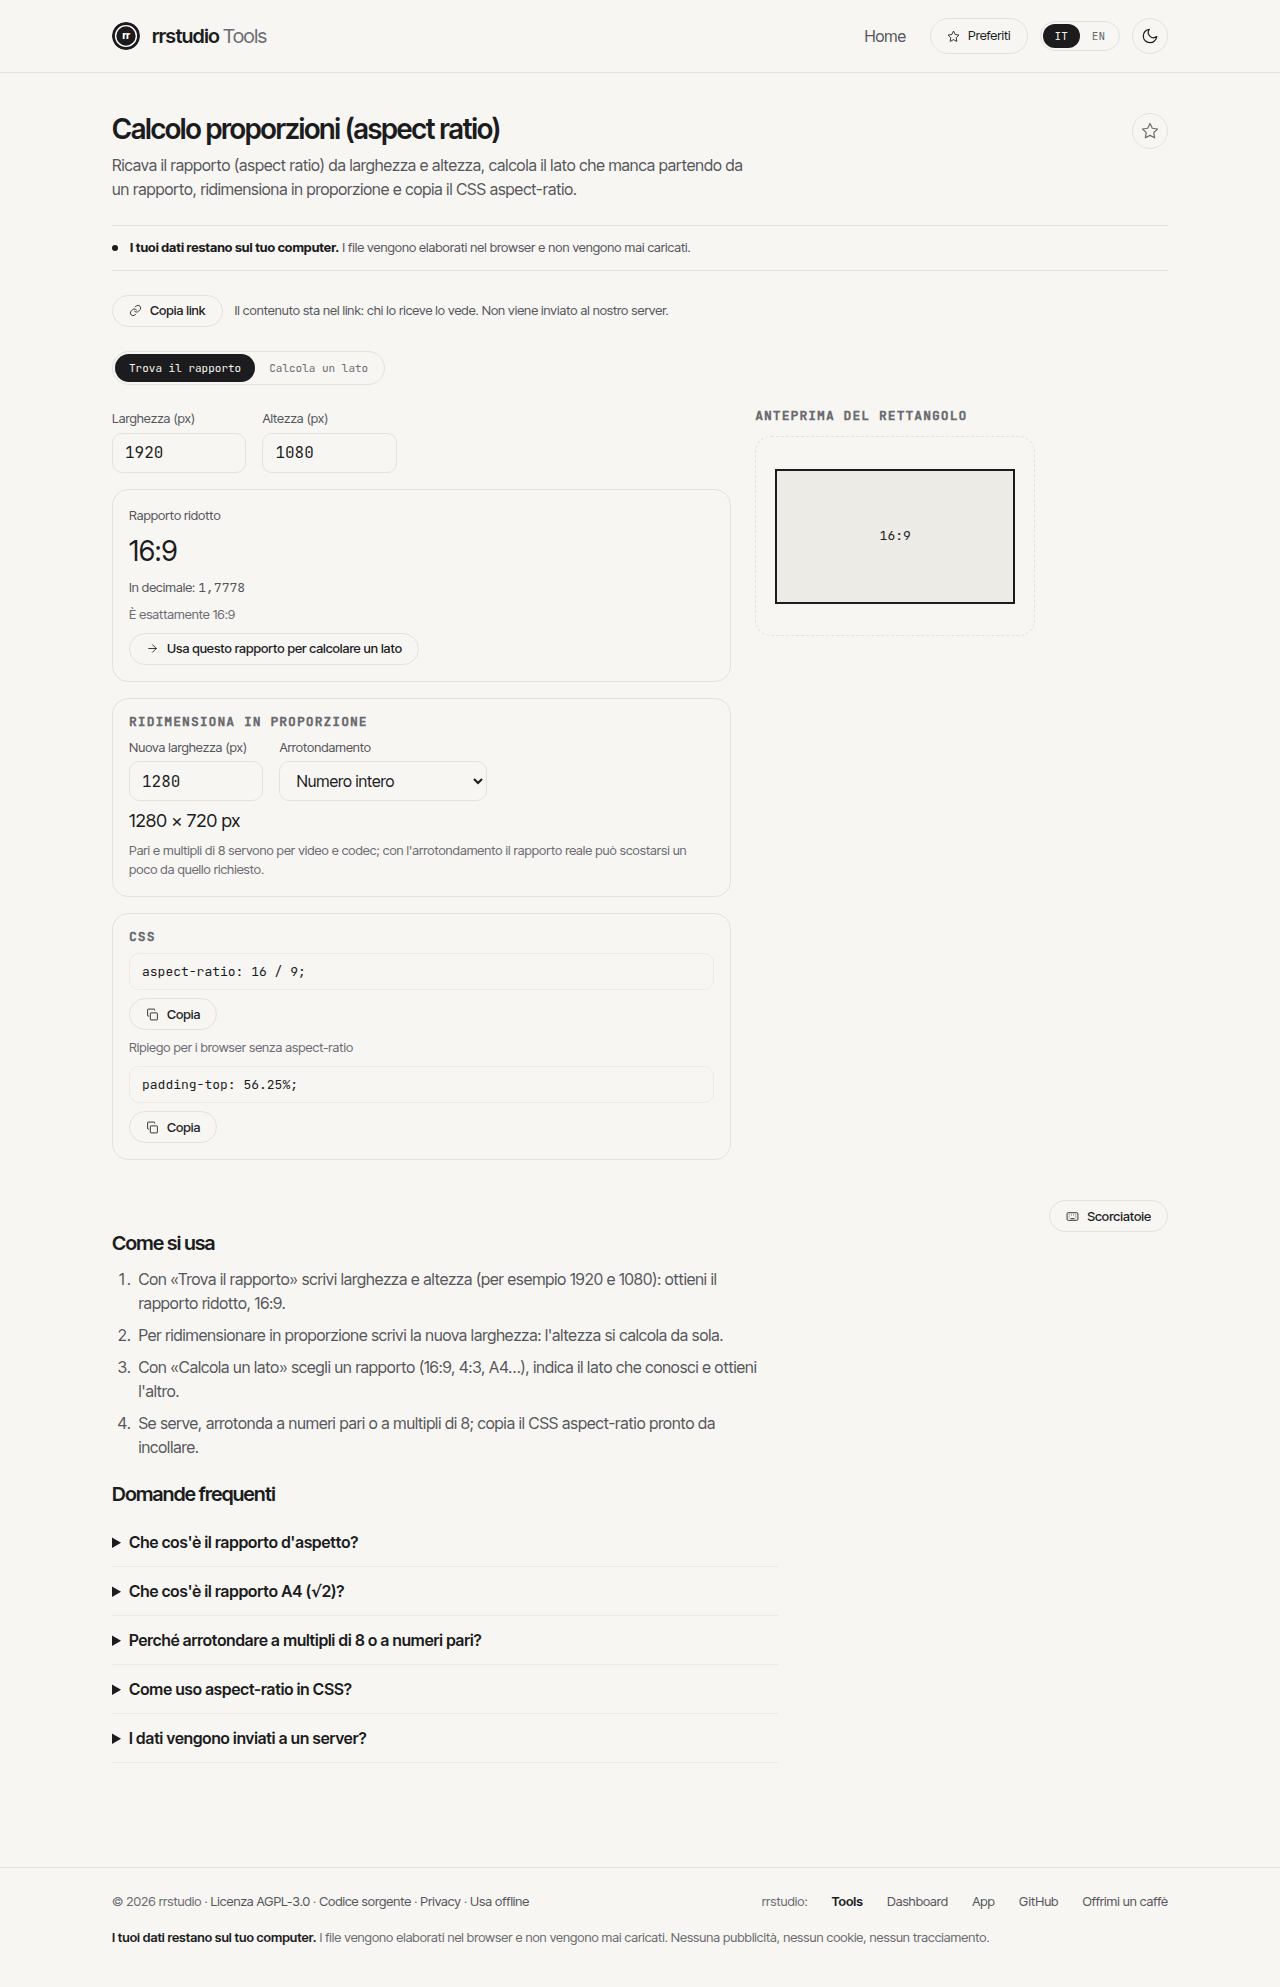 rr rrstudio Tools
Home
Preferiti
IT EN
Calcolo proporzioni (aspect ratio)
Ricava il rapporto (aspect ratio) da larghezza e altezza, calcola il lato che manca partendo da
un rapporto, ridimensiona in proporzione e copia il CSS aspect-ratio.
I tuoi dati restano sul tuo computer. I file vengono elaborati nel browser e non vengono mai caricati.
Copia link
Il contenuto sta nel link: chi lo riceve lo vede. Non viene inviato al nostro server.
Trova il rapporto Calcola un lato
Larghezza (px) Altezza (px)
1920 1080
Rapporto ridotto
16:9
In decimale: 1,7778
È esattamente 16:9
Usa questo rapporto per calcolare un lato
ANTEPRIMA DEL RETTANGOLO
16:9
RIDIMENSIONA IN PROPORZIONE
Nuova larghezza (px) Arrotondamento
1280 Numero intero
1280 × 720 px
Pari e multipli di 8 servono per video e codec; con l'arrotondamento il rapporto reale può scostarsi un
poco da quello richiesto.
CSS
aspect-ratio: 16 / 9;
Copia
Ripiego per i browser senza aspect-ratio
padding-top: 56.25%;
Copia
Scorciatoie
Come si usa
1. Con «Trova il rapporto» scrivi larghezza e altezza (per esempio 1920 e 1080): ottieni il
rapporto ridotto, 16:9.
2. Per ridimensionare in proporzione scrivi la nuova larghezza: l'altezza si calcola da sola.
3. Con «Calcola un lato» scegli un rapporto (16:9, 4:3, A4…), indica il lato che conosci e ottieni
l'altro.
4. Se serve, arrotonda a numeri pari o a multipli di 8; copia il CSS aspect-ratio pronto da
incollare.
Domande frequenti
Che cos'è il rapporto d'aspetto?
Che cos'è il rapporto A4 (√2)?
Perché arrotondare a multipli di 8 o a numeri pari?
Come uso aspect-ratio in CSS?
I dati vengono inviati a un server?
© 2026 rrstudio · Licenza AGPL-3.0 · Codice sorgente · Privacy · Usa offline
rrstudio: Tools Dashboard App GitHub Offrimi un caffè
I tuoi dati restano sul tuo computer. I file vengono elaborati nel browser e non vengono mai caricati. Nessuna pubblicità, nessun cookie, nessun tracciamento.